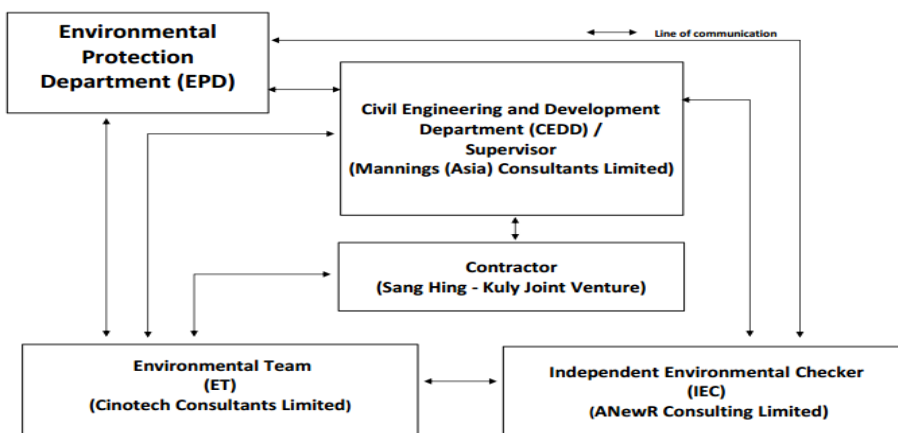 Environmental
Protection
Department (EPD)
Line of communication
Civil Engineering and Development
Department (CEDD) /
Supervisor
(Mannings (Asia) Consultants Limited)
Contractor
(Sang Hing - Kuly Joint Venture)
Environmental Team
(ET)
(Cinotech Consultants Limited)
Independent Environmental Checker
(IEC)
(ANewR Consulting Limited)